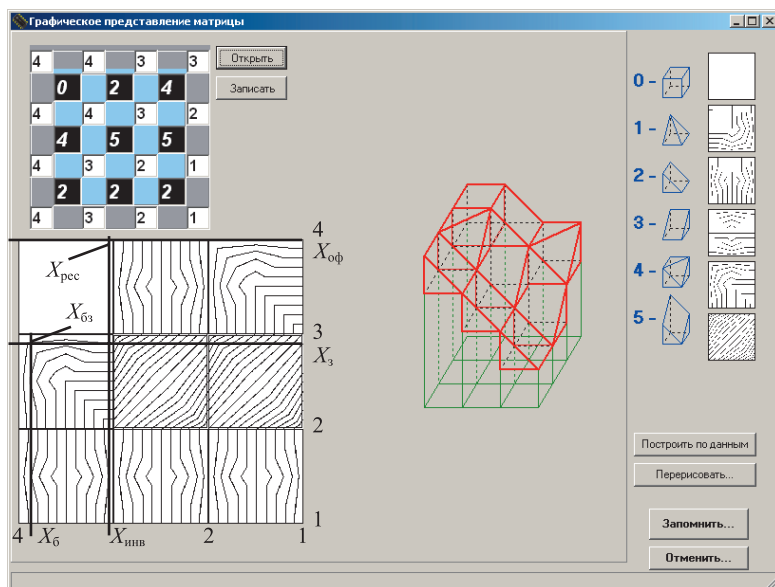 Графическое представление матрицы
4 4 3 3
0 2 4
4 4 3 2
4 5 5
4 3 2 1
2 2 2
4 3 2 1
Открыть
Записать
4
Xоф
Xрес
Xбз
3
Xз
2
1
4 Xб Xинв 2 1
0 -
1 -
2 -
3 -
4 -
5 -
Построить по данным
Перерисовать...
Запомнить...
Отменить...